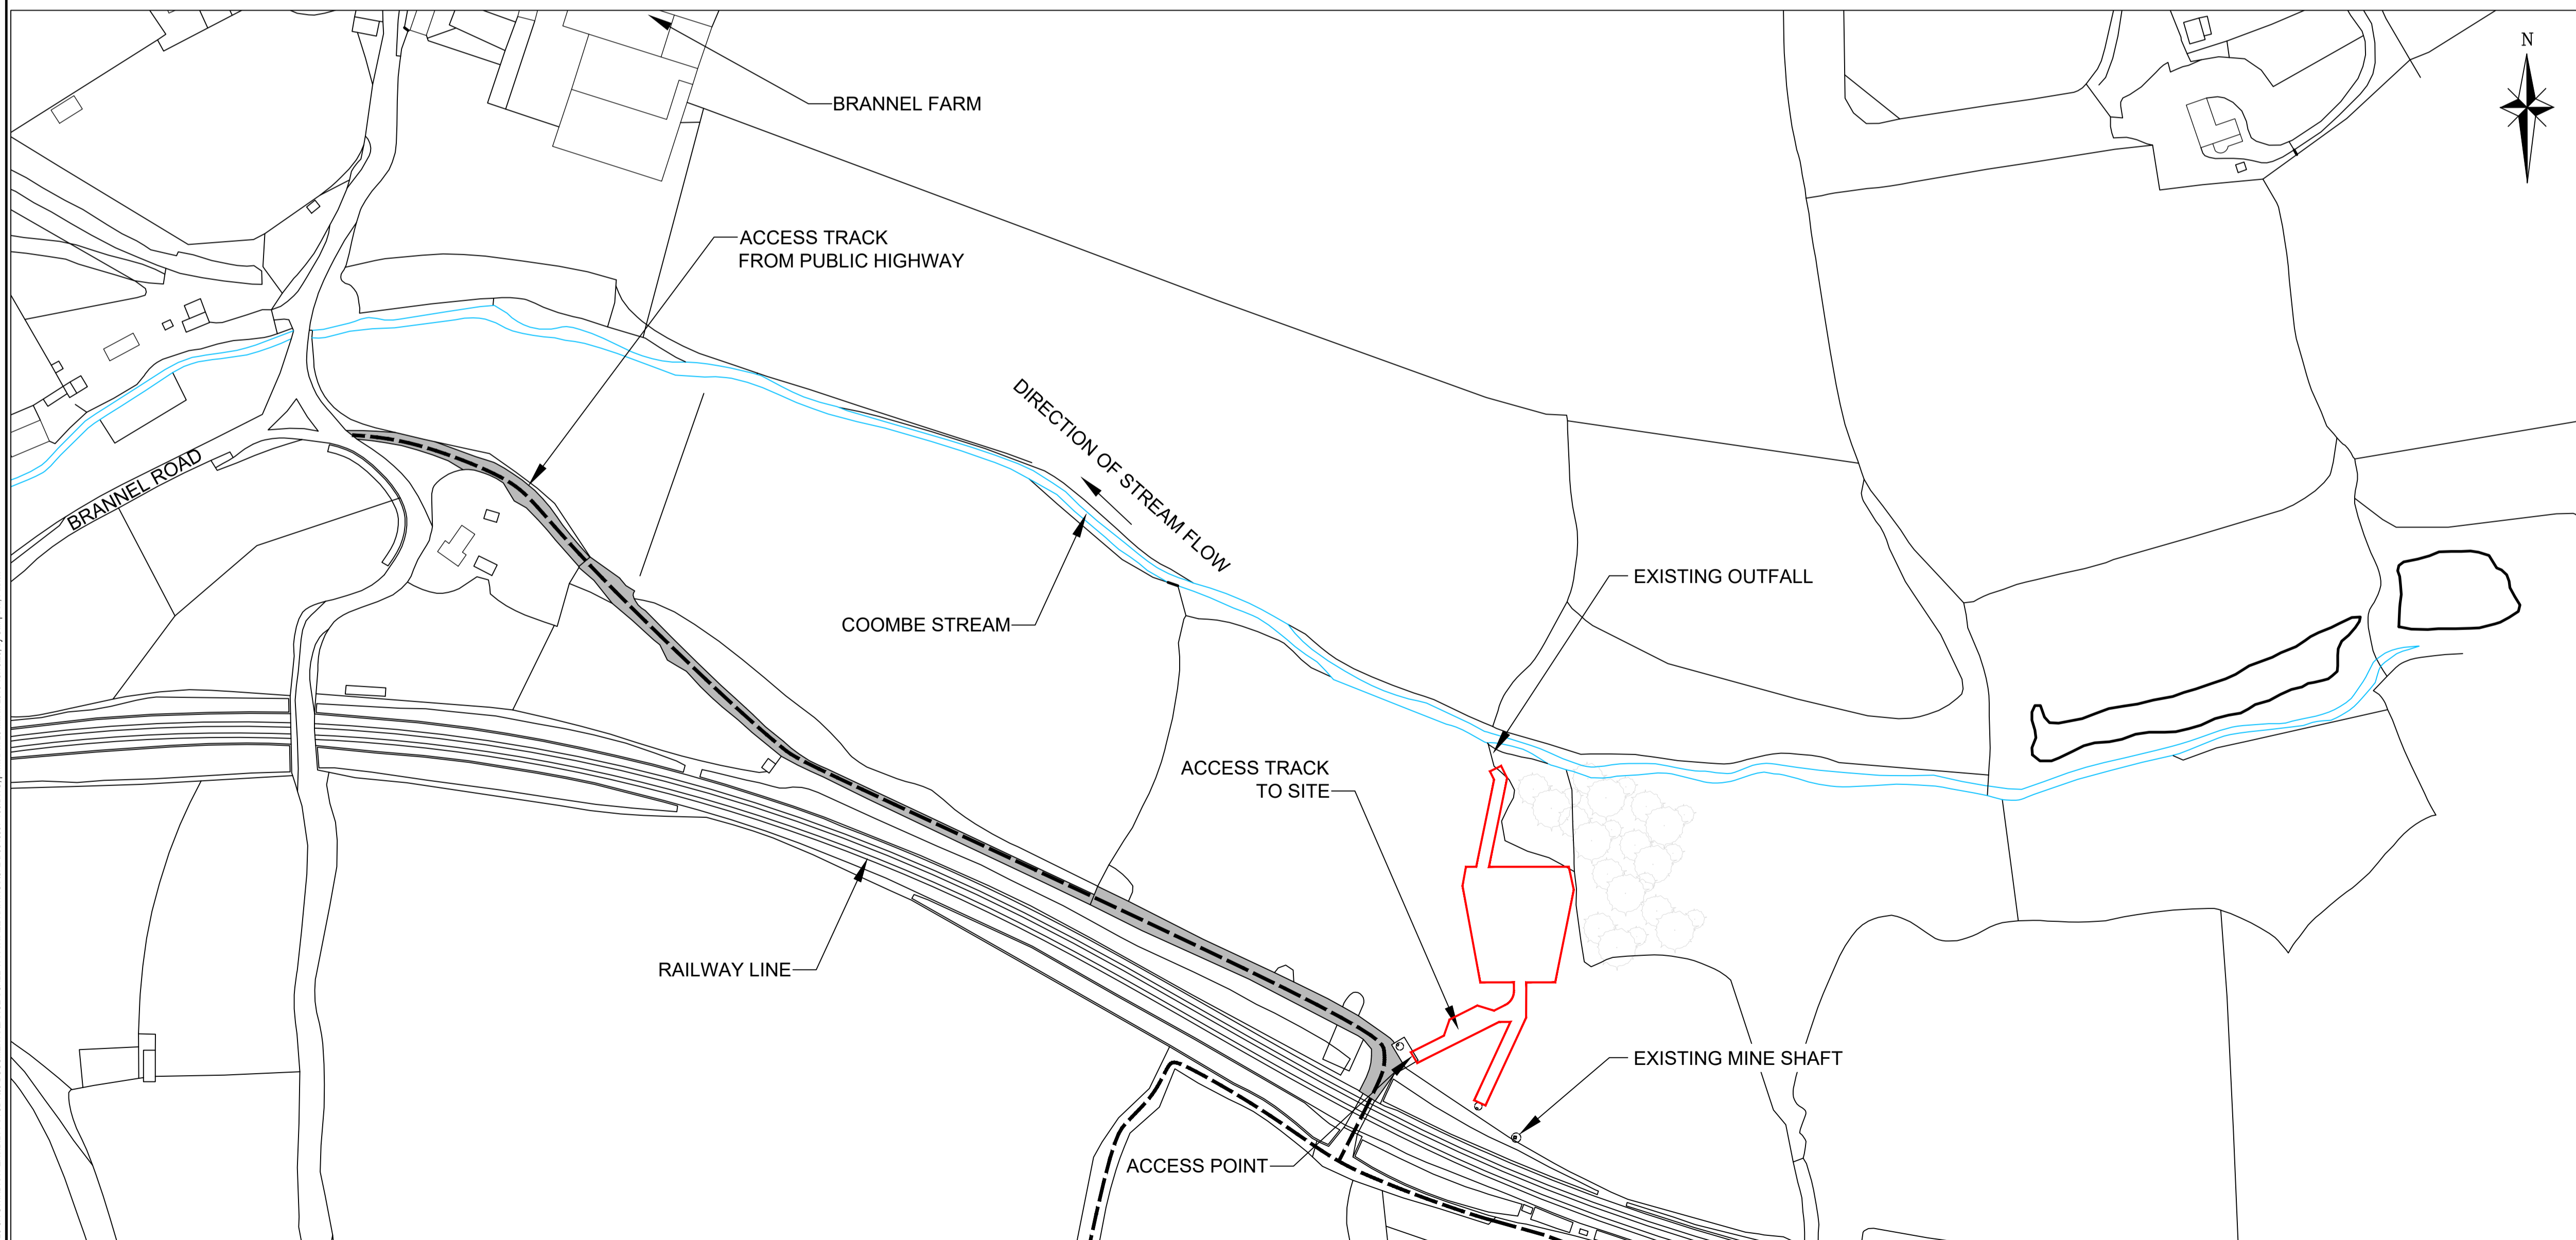 N
BRANNEL FARM
ACCESS TRACK
FROM PUBLIC HIGHWAY
DIRECTION OF STREAM FLOW
BRANNEL ROAD
EXISTING OUTFALL
COOMBE STREAM
ACCESS TRACK
TO SITE
RAILWAY LINE
EXISTING MINE SHAFT
ACCESS POINT